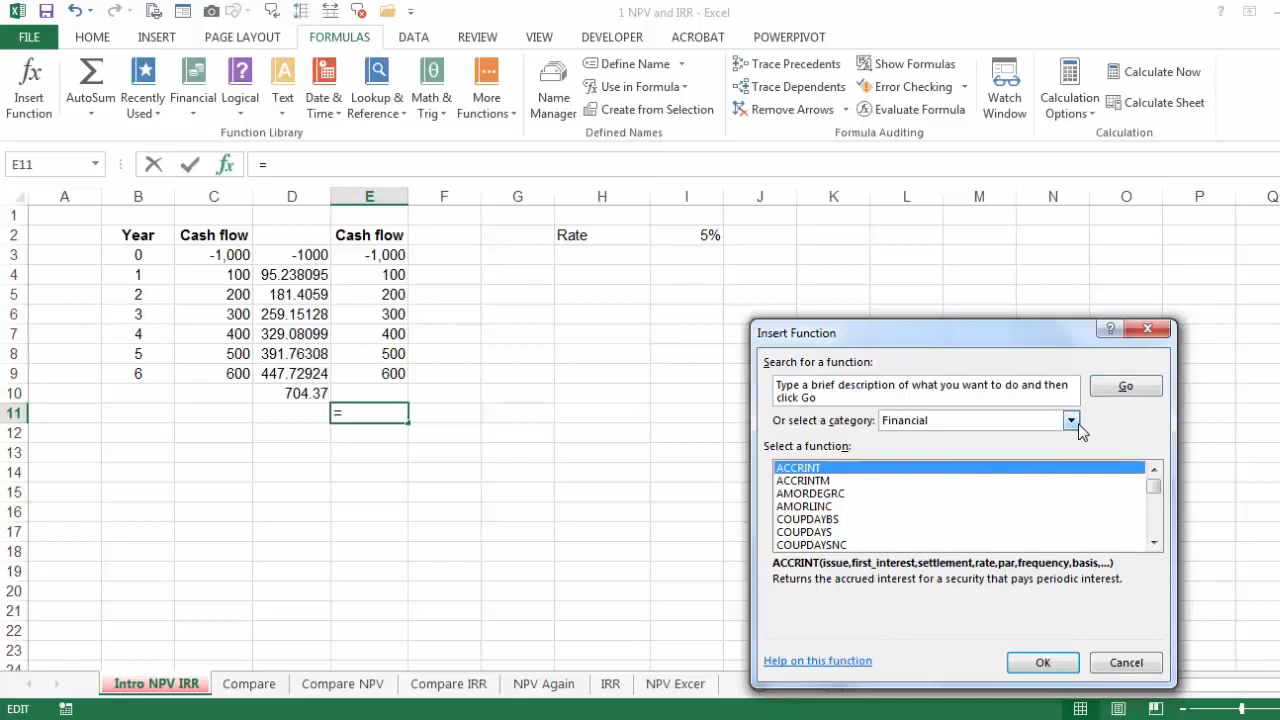 1 NPV and IRR - Excel
?
FILE HOME INSERT PAGE LAYOUT FORMULAS DATA REVIEW VIEW DEVELOPER ACROBAT POWERPIVOT
fx Σ ? A θ
Insert Function
AutoSum
Recently Used
Financial
Logical
Text
Date & Time
Lookup & Reference
Math & Trig
More Functions
Function Library
Name Manager
Define Name
Use in Formula
Create from Selection
Defined Names
Trace Precedents
Trace Dependents
Remove Arrows
Show Formulas
Error Checking
Evaluate Formula
Formula Auditing
Watch Window
Calculation Options
Calculate Now
Calculate Sheet
Calculation
E11 fx =
A B C D E F G H I J K L M N O P Q
1
2 Year Cash flow Cash flow Rate 5%
3 0 -1,000 -1000 -1,000
4 1 100 95.238095 100
5 2 200 181.4059 200
6 3 300 259.15128 300
7 4 400 329.08099 400
8 5 500 391.76308 500
9 6 600 447.72924 600
10 704.37
11 =
12
13
14
15
16
17
18
19
20
21
22
23
24
Insert Function
?
Search for a function:
Type a brief description of what you want to do and then
click Go
Go
Or select a category: Financial
Select a function:
ACCRINT
ACCRINTM
AMORDEGRC
AMORLINC
COUPDAYBS
COUPDAYS
COUPDAYSNC
ACCRINT(issue,first_interest,settlement,rate,par,frequency,basis,...)
Returns the accrued interest for a security that pays periodic interest.
Help on this function
OK Cancel
Intro NPV IRR Compare Compare NPV Compare IRR NPV Again IRR NPV Excer
EDIT